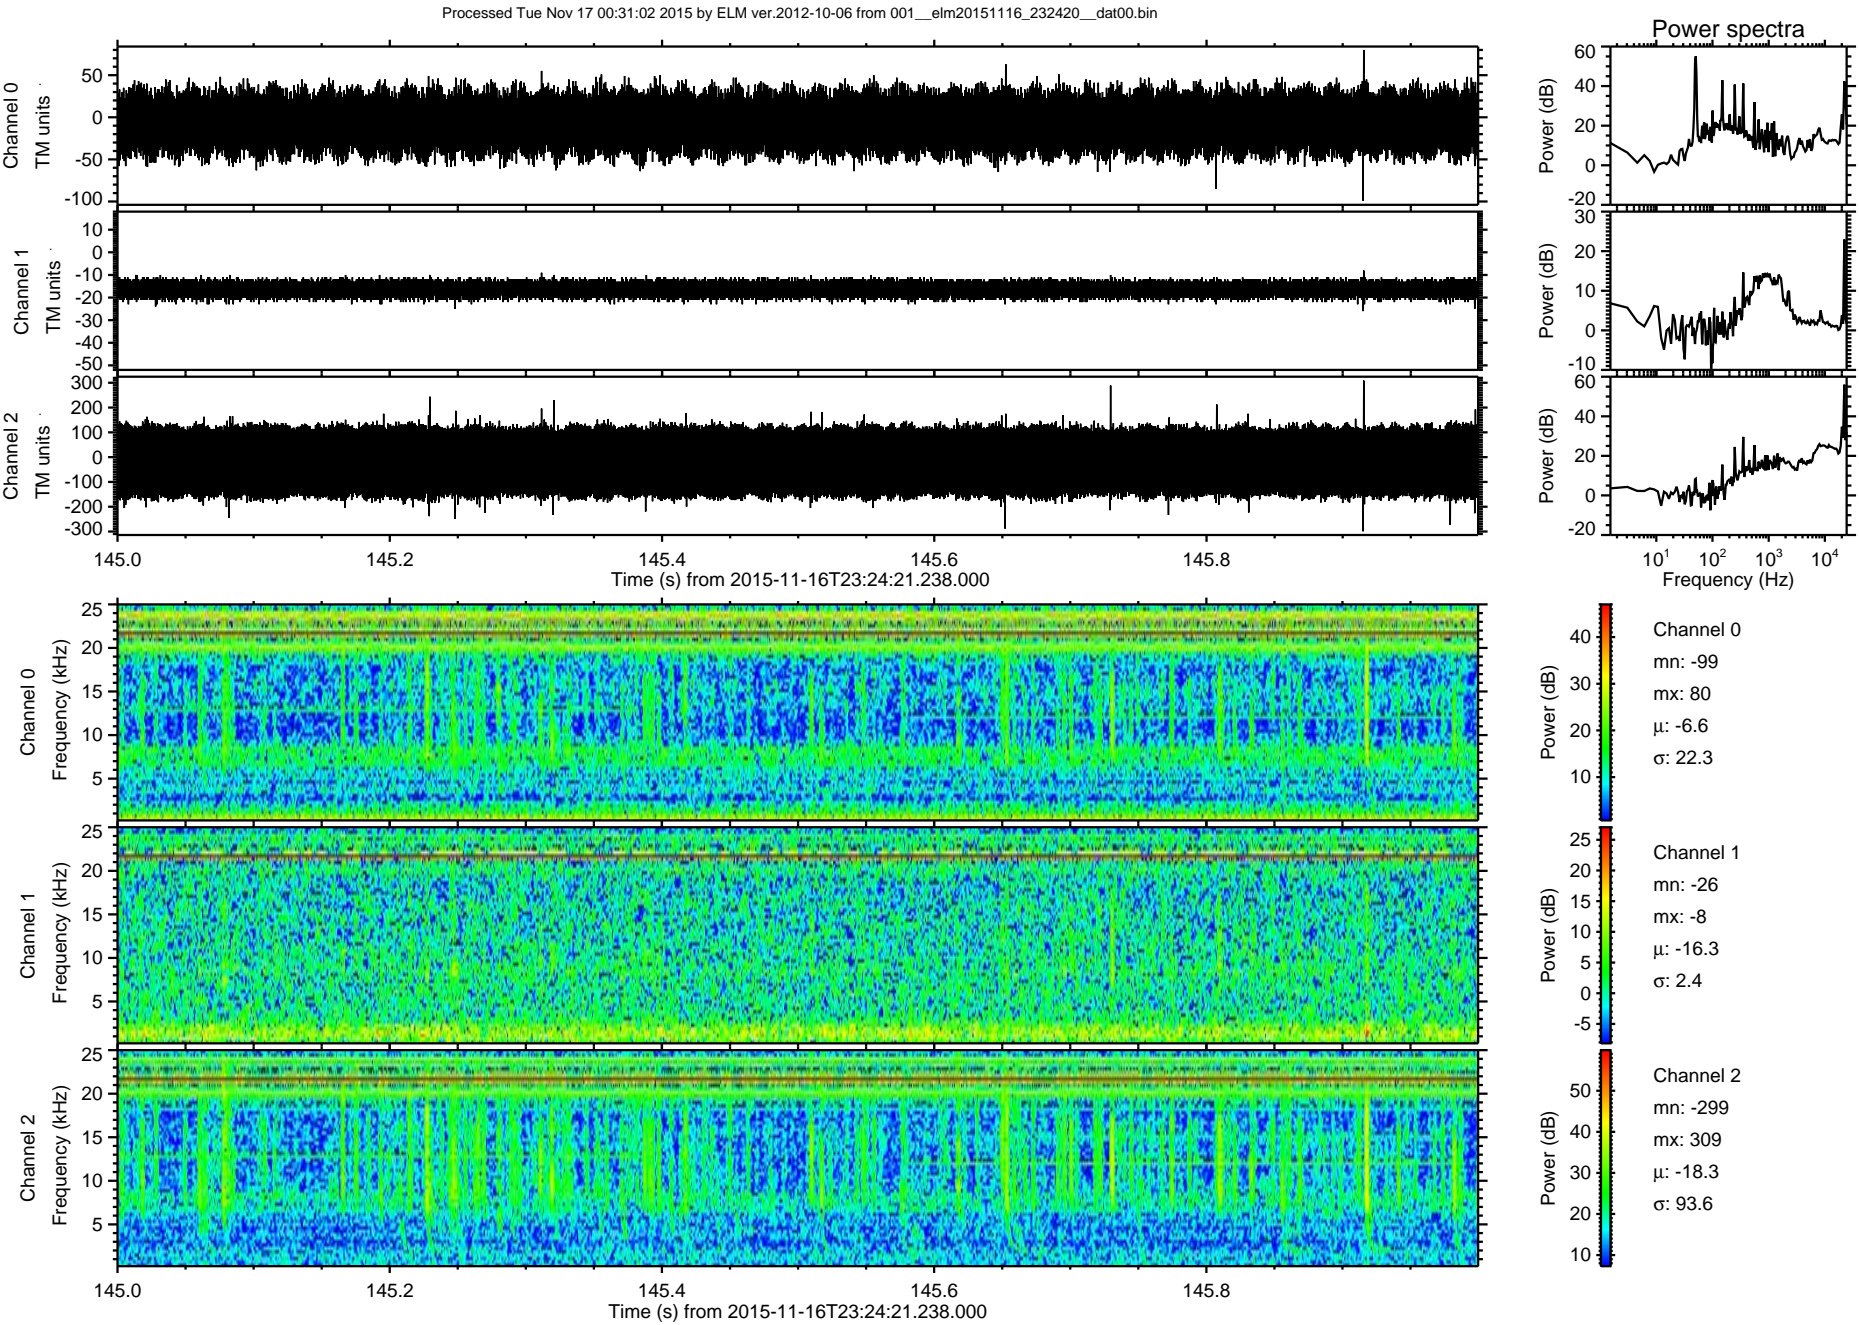 Processed Tue Nov 17 00:31:02 2015 by ELM ver.2012-10-06 from 001__elm20151116_232420__dat00.bin
Power spectra
Channel 0
TM units
50
0
-50
-100
Power (dB)
60
40
20
0
-20
Channel 1
TM units
10
0
-10
-20
-30
-40
-50
Power (dB)
30
20
10
0
-10
Channel 2
TM units
300
200
100
0
-100
-200
-300
Power (dB)
60
40
20
0
-20
145.0 145.2 145.4 145.6 145.8
Time (s) from 2015-11-16T23:24:21.238.000
10¹ 10² 10³ 10⁴
Frequency (Hz)
Channel 0
Frequency (kHz)
25
20
15
10
5
Power (dB)
40
30
20
10
Channel 0
mn: -99
mx: 80
μ: -6.6
σ: 22.3
Channel 1
Frequency (kHz)
25
20
15
10
5
Power (dB)
25
20
15
10
5
0
-5
Channel 1
mn: -26
mx: -8
μ: -16.3
σ: 2.4
Channel 2
Frequency (kHz)
25
20
15
10
5
Power (dB)
50
40
30
20
10
Channel 2
mn: -299
mx: 309
μ: -18.3
σ: 93.6
145.0 145.2 145.4 145.6 145.8
Time (s) from 2015-11-16T23:24:21.238.000